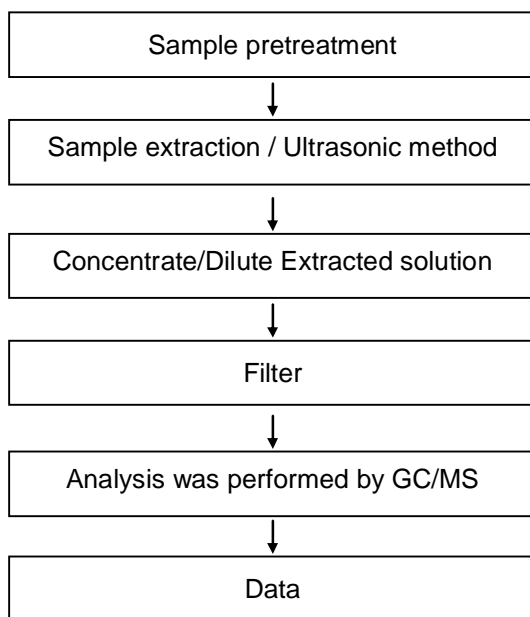 Sample pretreatment
Sample extraction / Ultrasonic method
Concentrate/Dilute Extracted solution
Filter
Analysis was performed by GC/MS
Data